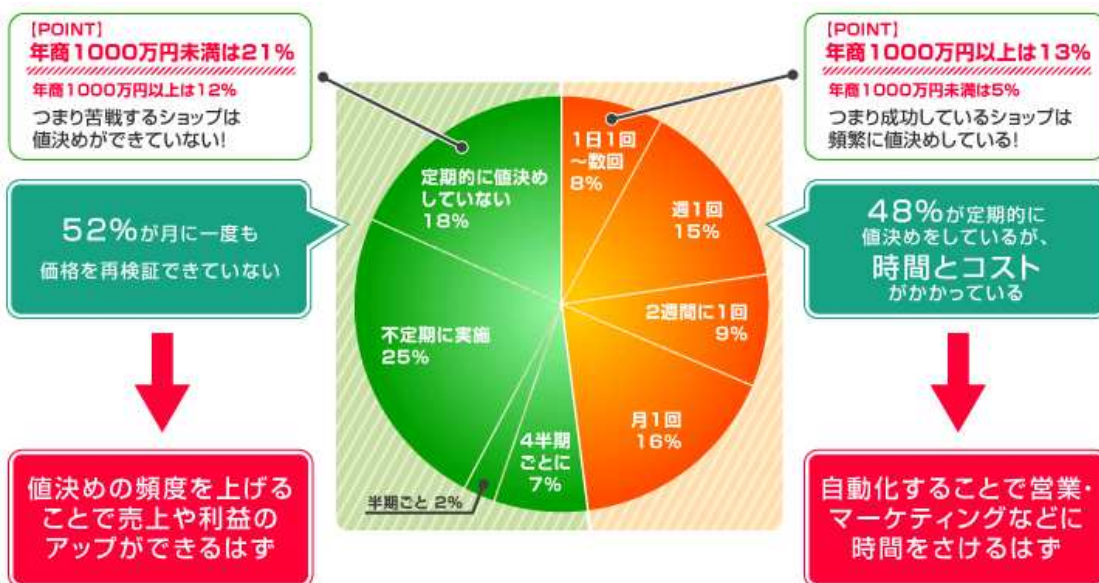 【POINT】
年商1000万円未満は21%
年商1000万円以上は12%
つまり苦戦するショップは
値決めができていない!
【POINT】
年商1000万円以上は13%
年商1000万円未満は5%
つまり成功しているショップは
頻繁に値決めしている!
52%が月に一度も
価格を再検証できていない
48%が定期的に
値決めをしているが、
時間とコスト
がかかっている
1日1回
～数回
8%
週1回
15%
2週間に1回
9%
月1回
16%
4半期
ごとに
7%
半期ごと 2%
不定期に実施
25%
定期的に値決め
していない
18%
値決めの頻度を上げる
ことで売上や利益の
アップができるはず
自動化することで営業・
マーケティングなどに
時間をさけるはず